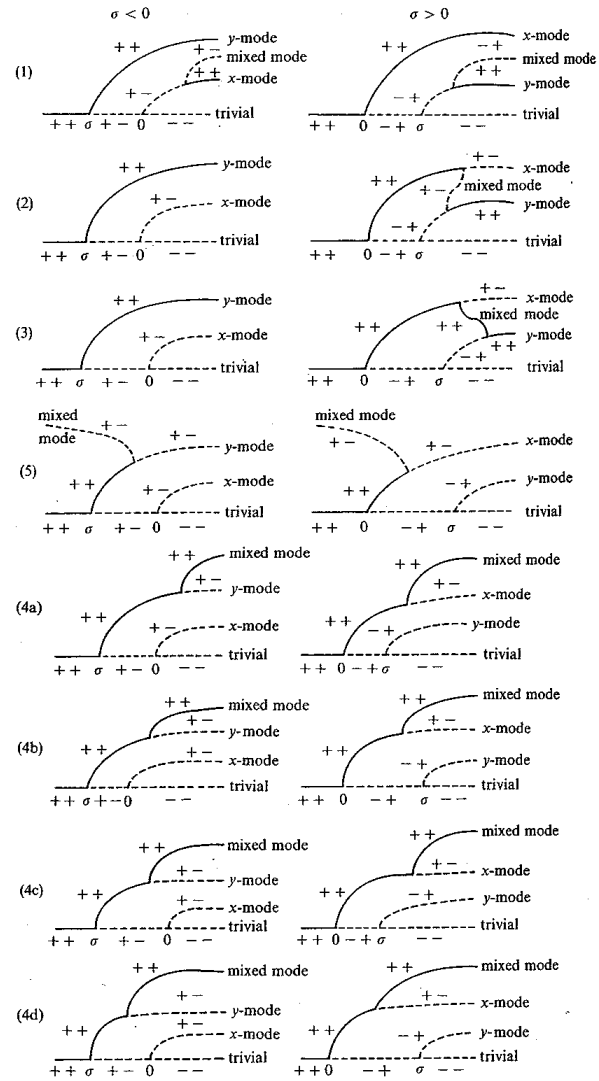 σ < 0 σ > 0
(1)
+ + y-mode
+ − mixed mode
+ + x-mode
+ −
trivial
+ + σ + − 0 − −
+ + x-mode
− + mixed mode
+ + y-mode
− +
trivial
+ + 0 − + σ − −
(2)
+ + y-mode
+ − x-mode
trivial
+ + σ + − 0 − −
+ − x-mode
+ + + − mixed mode
y-mode
− + + +
trivial
+ + 0 − + σ − −
(3)
+ + y-mode
+ − x-mode
trivial
+ + σ + − 0 − −
+ − x-mode
mixed mode
+ + + + y-mode
− + + +
trivial
+ + 0 − + σ − −
(5)
mixed mode
+ − + −
y-mode
+ + + − x-mode
trivial
+ + σ + − 0 − −
mixed mode
+ − + − x-mode
+ + − + y-mode
trivial
+ + 0 − + σ − −
(4a)
+ + mixed mode
+ − y-mode
+ +
+ − x-mode
trivial
+ + σ + − 0 − −
+ + mixed mode
+ − x-mode
+ + − + y-mode
trivial
+ + 0 − + σ − −
(4b)
+ + mixed mode
+ − y-mode
+ + + − x-mode
trivial
+ + σ + − 0 − −
+ + mixed mode
+ − x-mode
+ +
− + y-mode
trivial
+ + 0 − + σ − −
(4c)
+ + mixed mode
+ − y-mode
+ +
+ − x-mode
trivial
+ + σ + − 0 − −
+ + mixed mode
+ − x-mode
+ + − + y-mode
trivial
+ + 0 − + σ − −
(4d)
+ + mixed mode
+ − y-mode
+ + + − x-mode
trivial
+ + σ + − 0 − −
+ + mixed mode
+ − x-mode
+ +
− + y-mode
trivial
+ + 0 − + σ − −